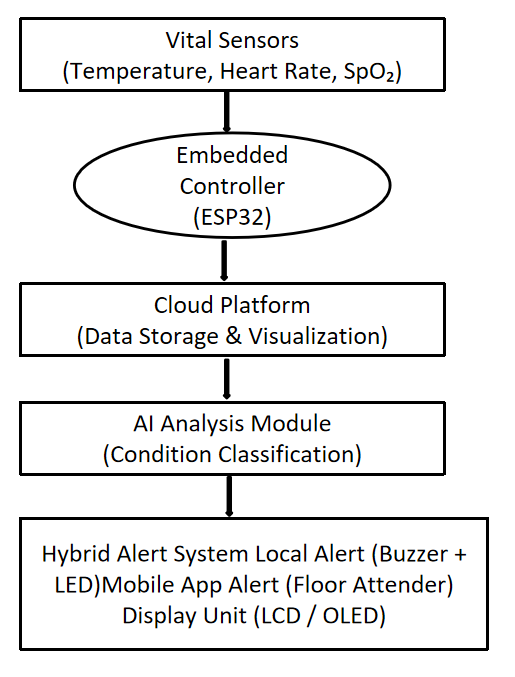 Vital Sensors
(Temperature, Heart Rate, SpO₂)
Embedded
Controller
(ESP32)
Cloud Platform
(Data Storage & Visualization)
AI Analysis Module
(Condition Classification)
Hybrid Alert System Local Alert (Buzzer +
LED)Mobile App Alert (Floor Attender)
Display Unit (LCD / OLED)